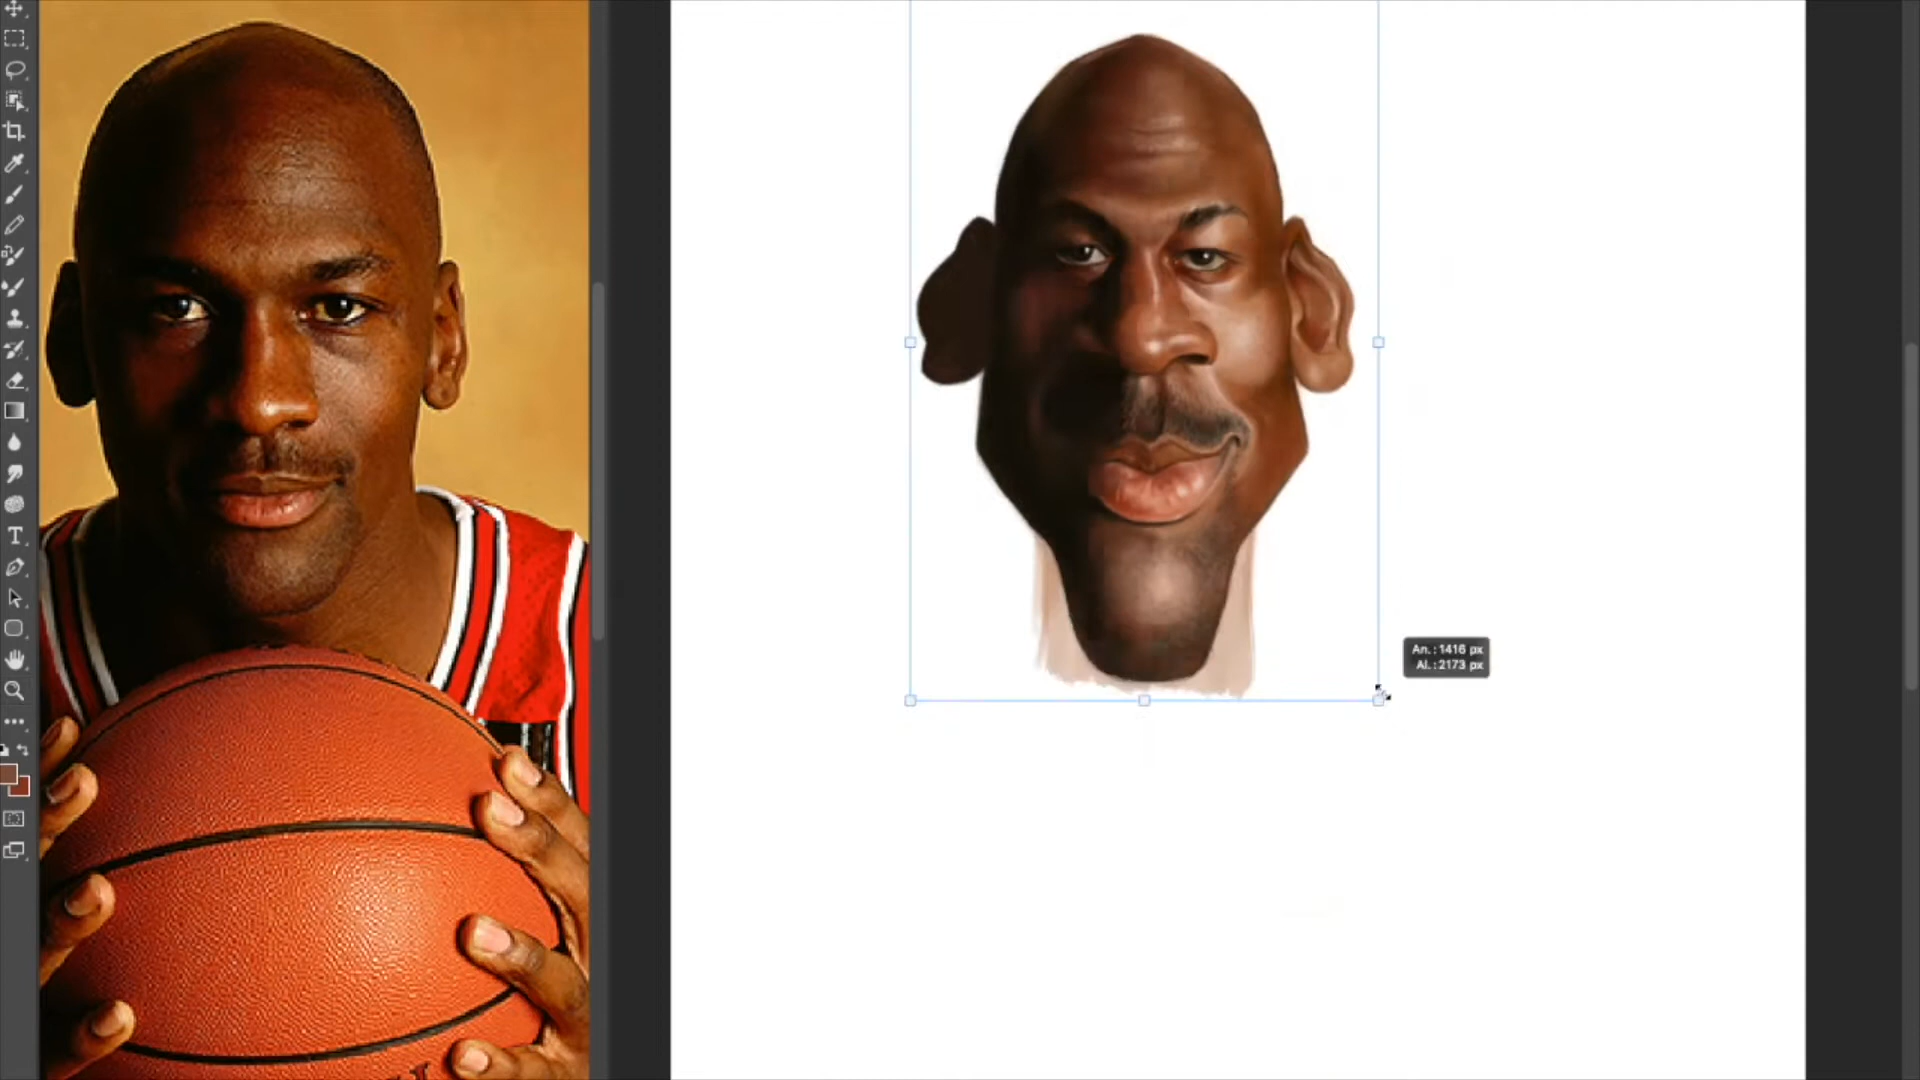 An. : 1416 px
Al. : 2173 px